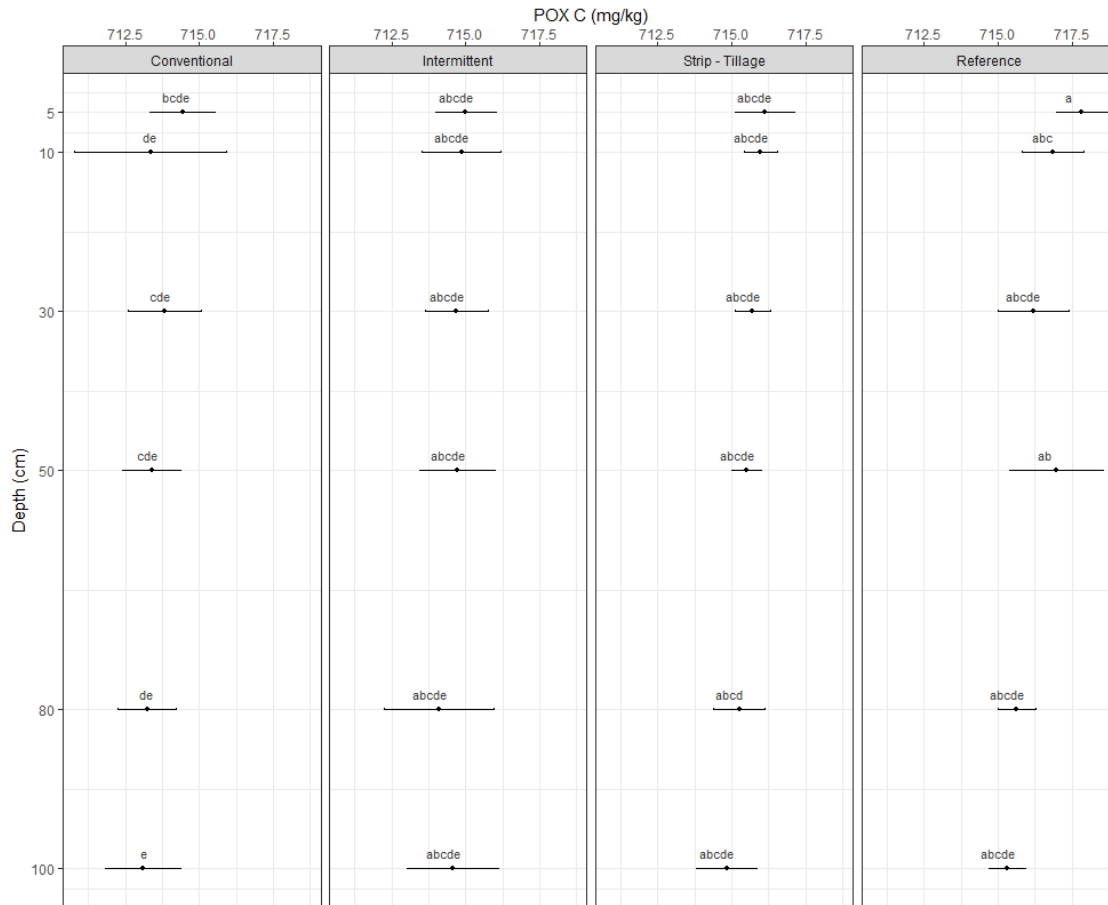 POX C (mg/kg)
712.5 715.0 717.5 712.5 715.0 717.5 712.5 715.0 717.5 712.5 715.0 717.5
Conventional Intermittent Strip - Tillage Reference
bcde abcde abcde a
5
de abcde abcde abc
10
cde abcde abcde abcde
30
cde abcde abcde ab
50
Depth (cm)
de abcde abcd abcde
80
e abcde abcde abcde
100